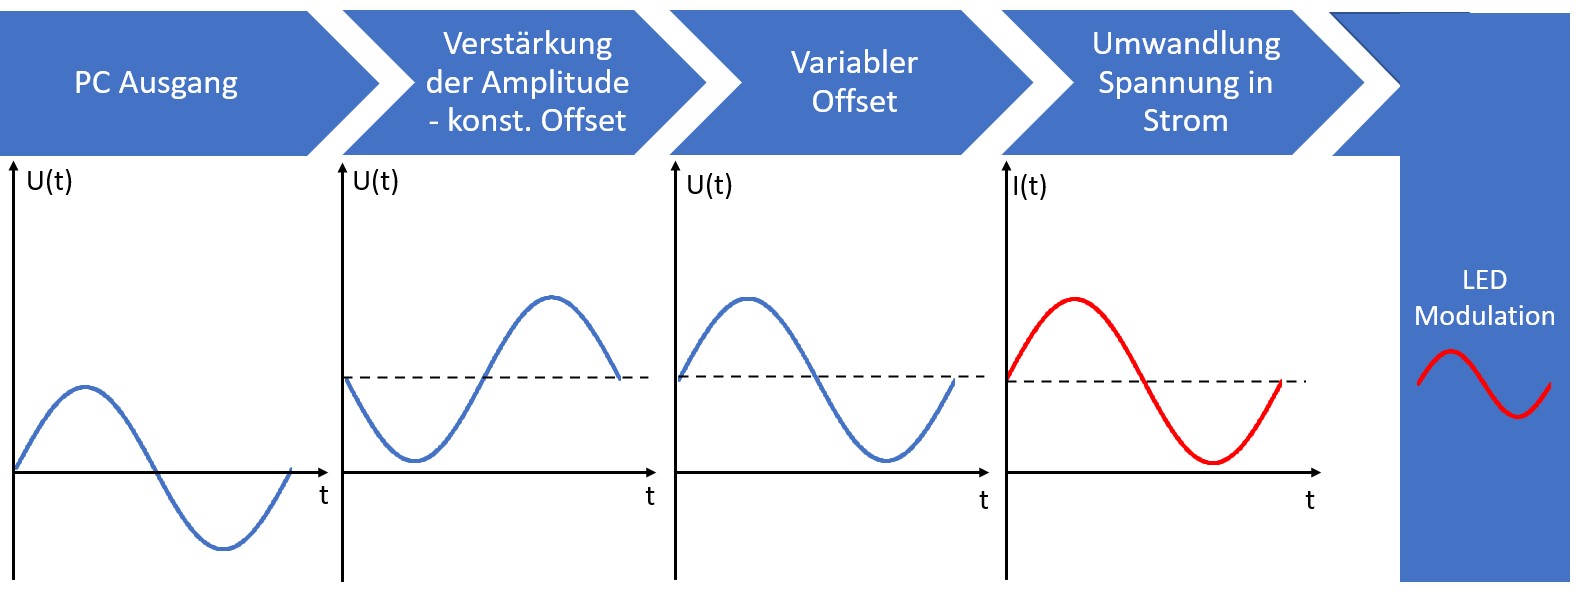 PC Ausgang
Verstärkung
der Amplitude
- konst. Offset
Variabler
Offset
Umwandlung
Spannung in
Strom
U(t)
t
U(t)
t
U(t)
t
I(t)
t
LED
Modulation